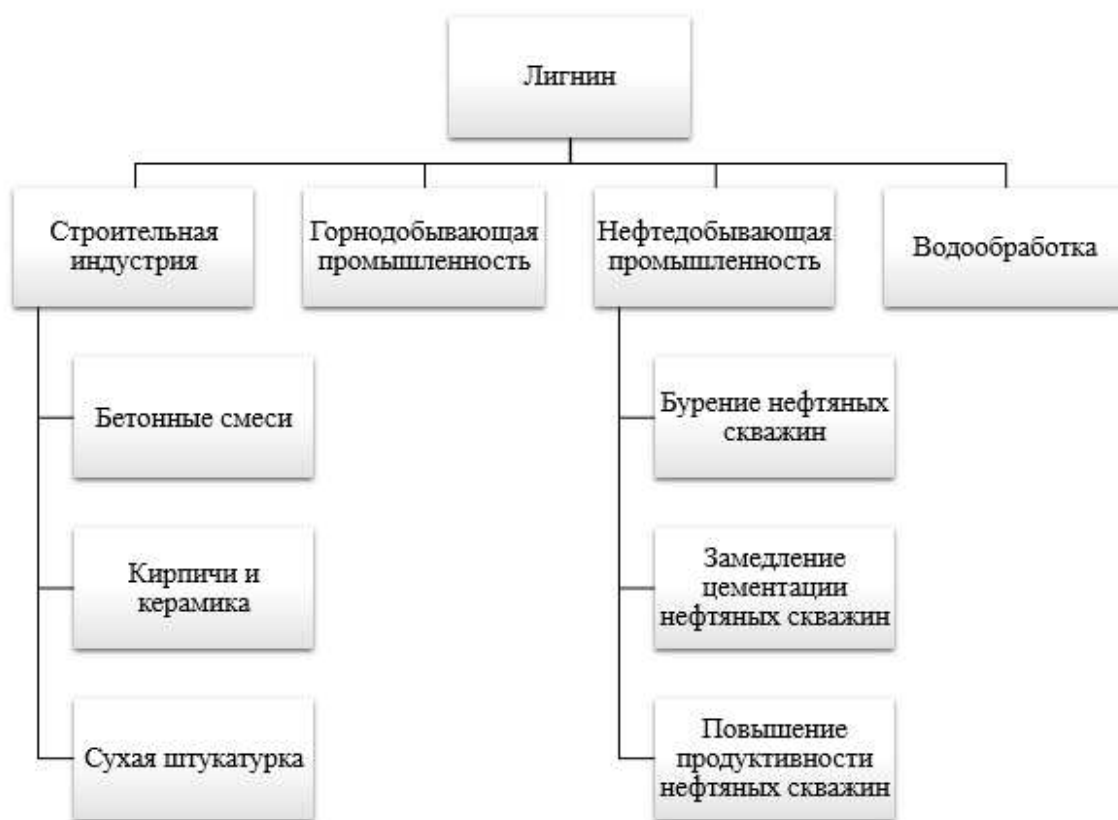 Лигнин
Строительная
индустрия
Горнодобывающая
промышленность
Нефтедобывающая
промышленность
Водообработка
Бетонные смеси
Кирпичи и
керамика
Сухая штукатурка
Бурение нефтяных
скважин
Замедление
цементации
нефтяных скважин
Повышение
продуктивности
нефтяных скважин